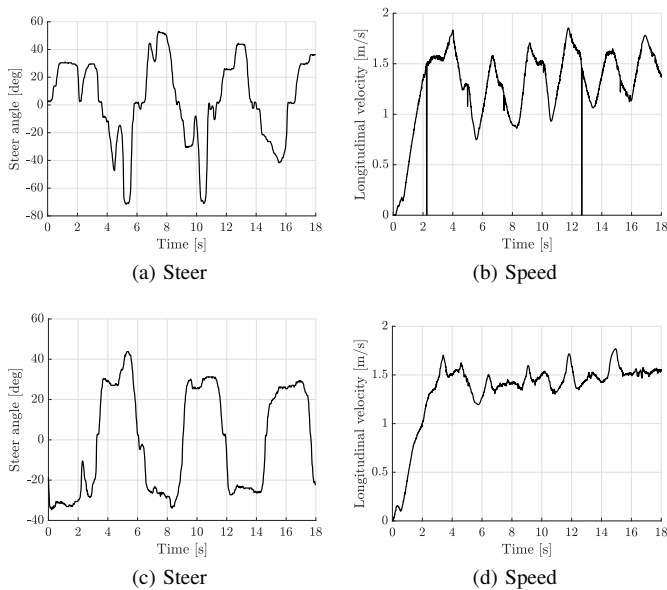 60
40
20
0
-20
-40
-60
-80
Steer angle [deg]
0 2 4 6 8 10 12 14 16 18
Time [s]
(a) Steer
2
1.5
1
0.5
0
Longitudinal velocity [m/s]
0 2 4 6 8 10 12 14 16 18
Time [s]
(b) Speed
60
40
20
0
-20
-40
Steer angle [deg]
0 2 4 6 8 10 12 14 16 18
Time [s]
(c) Steer
2
1.5
1
0.5
0
Longitudinal velocity [m/s]
0 2 4 6 8 10 12 14 16 18
Time [s]
(d) Speed